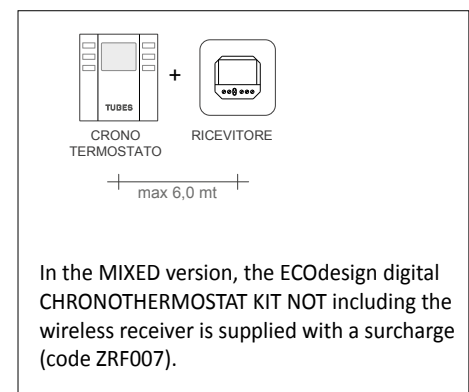 +
TUBES
CRONO
TERMOSTATO
RICEVITORE
max 6,0 mt
In the MIXED version, the ECOdesign digital
CHRONOTHERMOSTAT KIT NOT including the
wireless receiver is supplied with a surcharge
(code ZRF007).